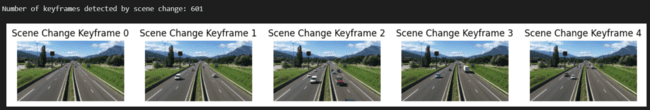 Number of keyframes detected by scene change: 601
Scene Change Keyframe 0 Scene Change Keyframe 1 Scene Change Keyframe 2 Scene Change Keyframe 3 Scene Change Keyframe 4